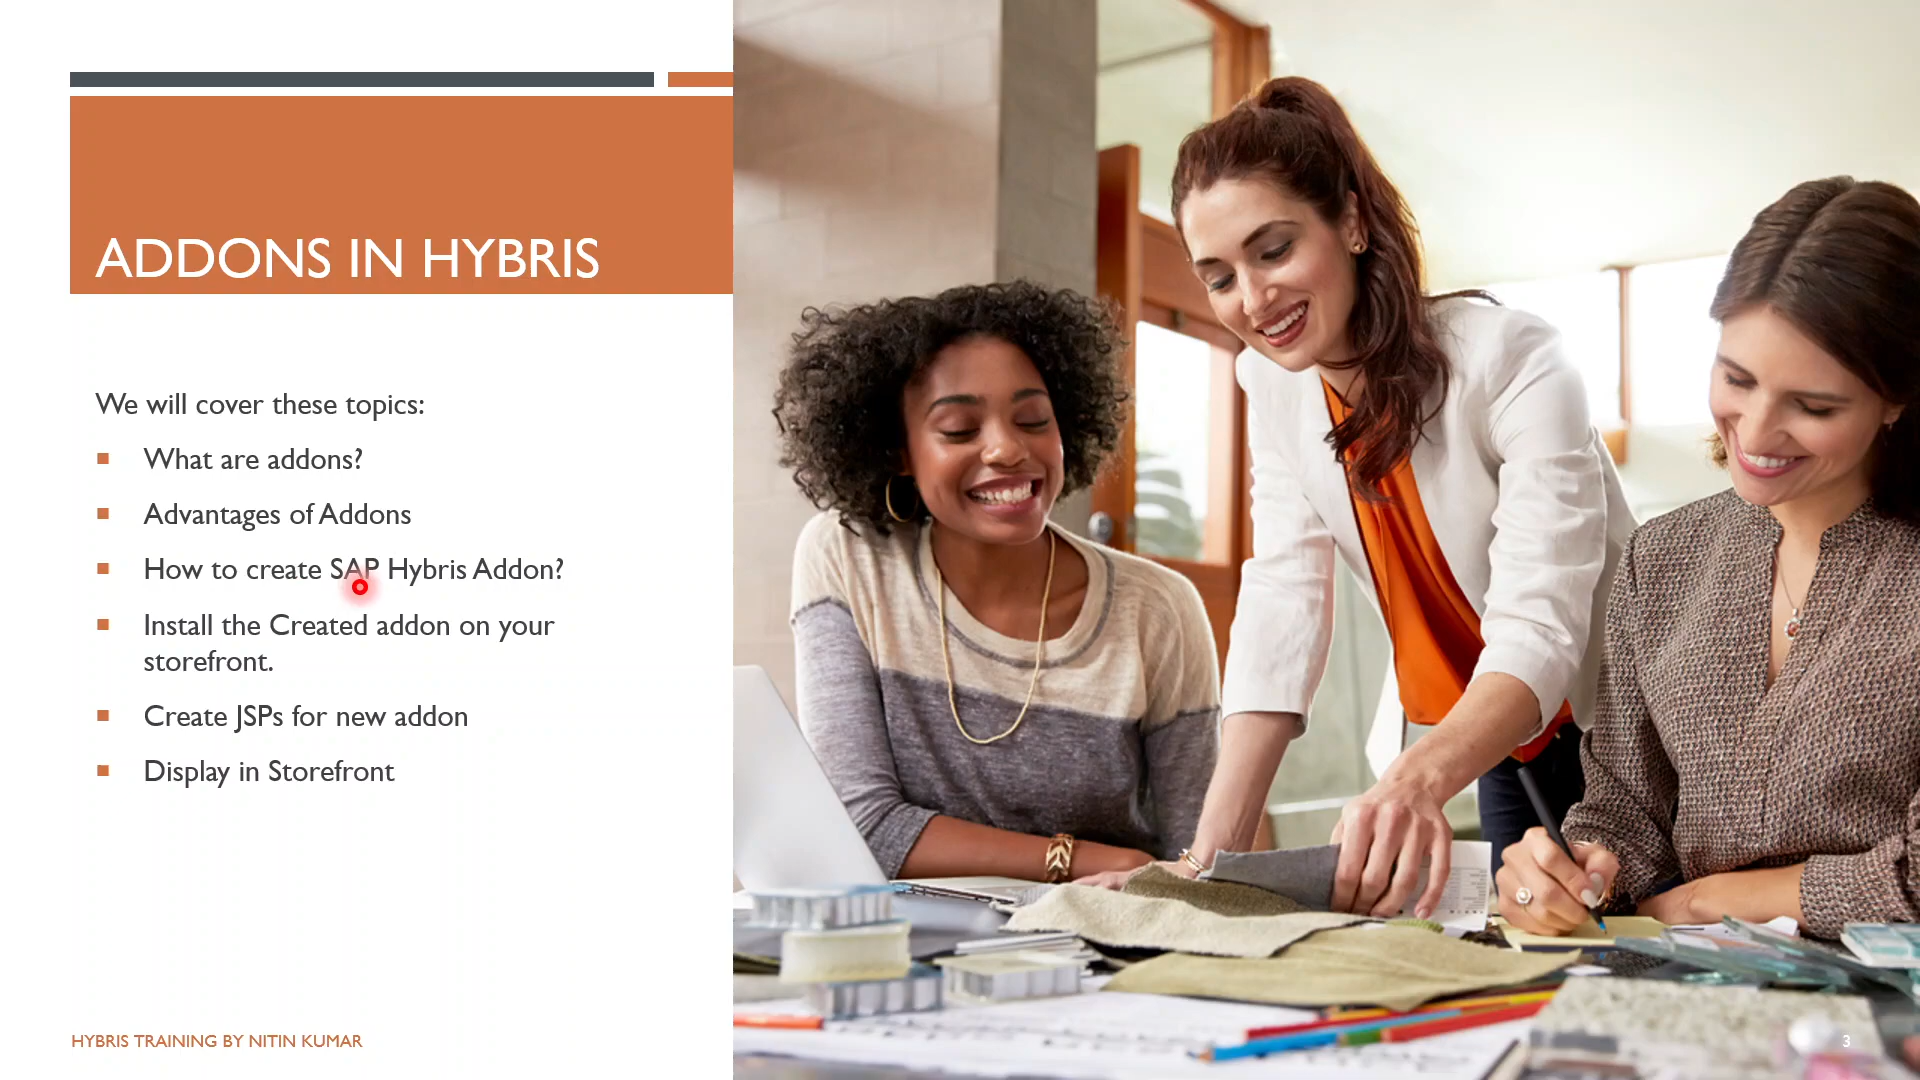 ADDONS IN HYBRIS
We will cover these topics:
What are addons?
Advantages of Addons
How to create SAP Hybris Addon?
Install the Created addon on your
storefront.
Create JSPs for new addon
Display in Storefront
HYBRIS TRAINING BY NITIN KUMAR
3